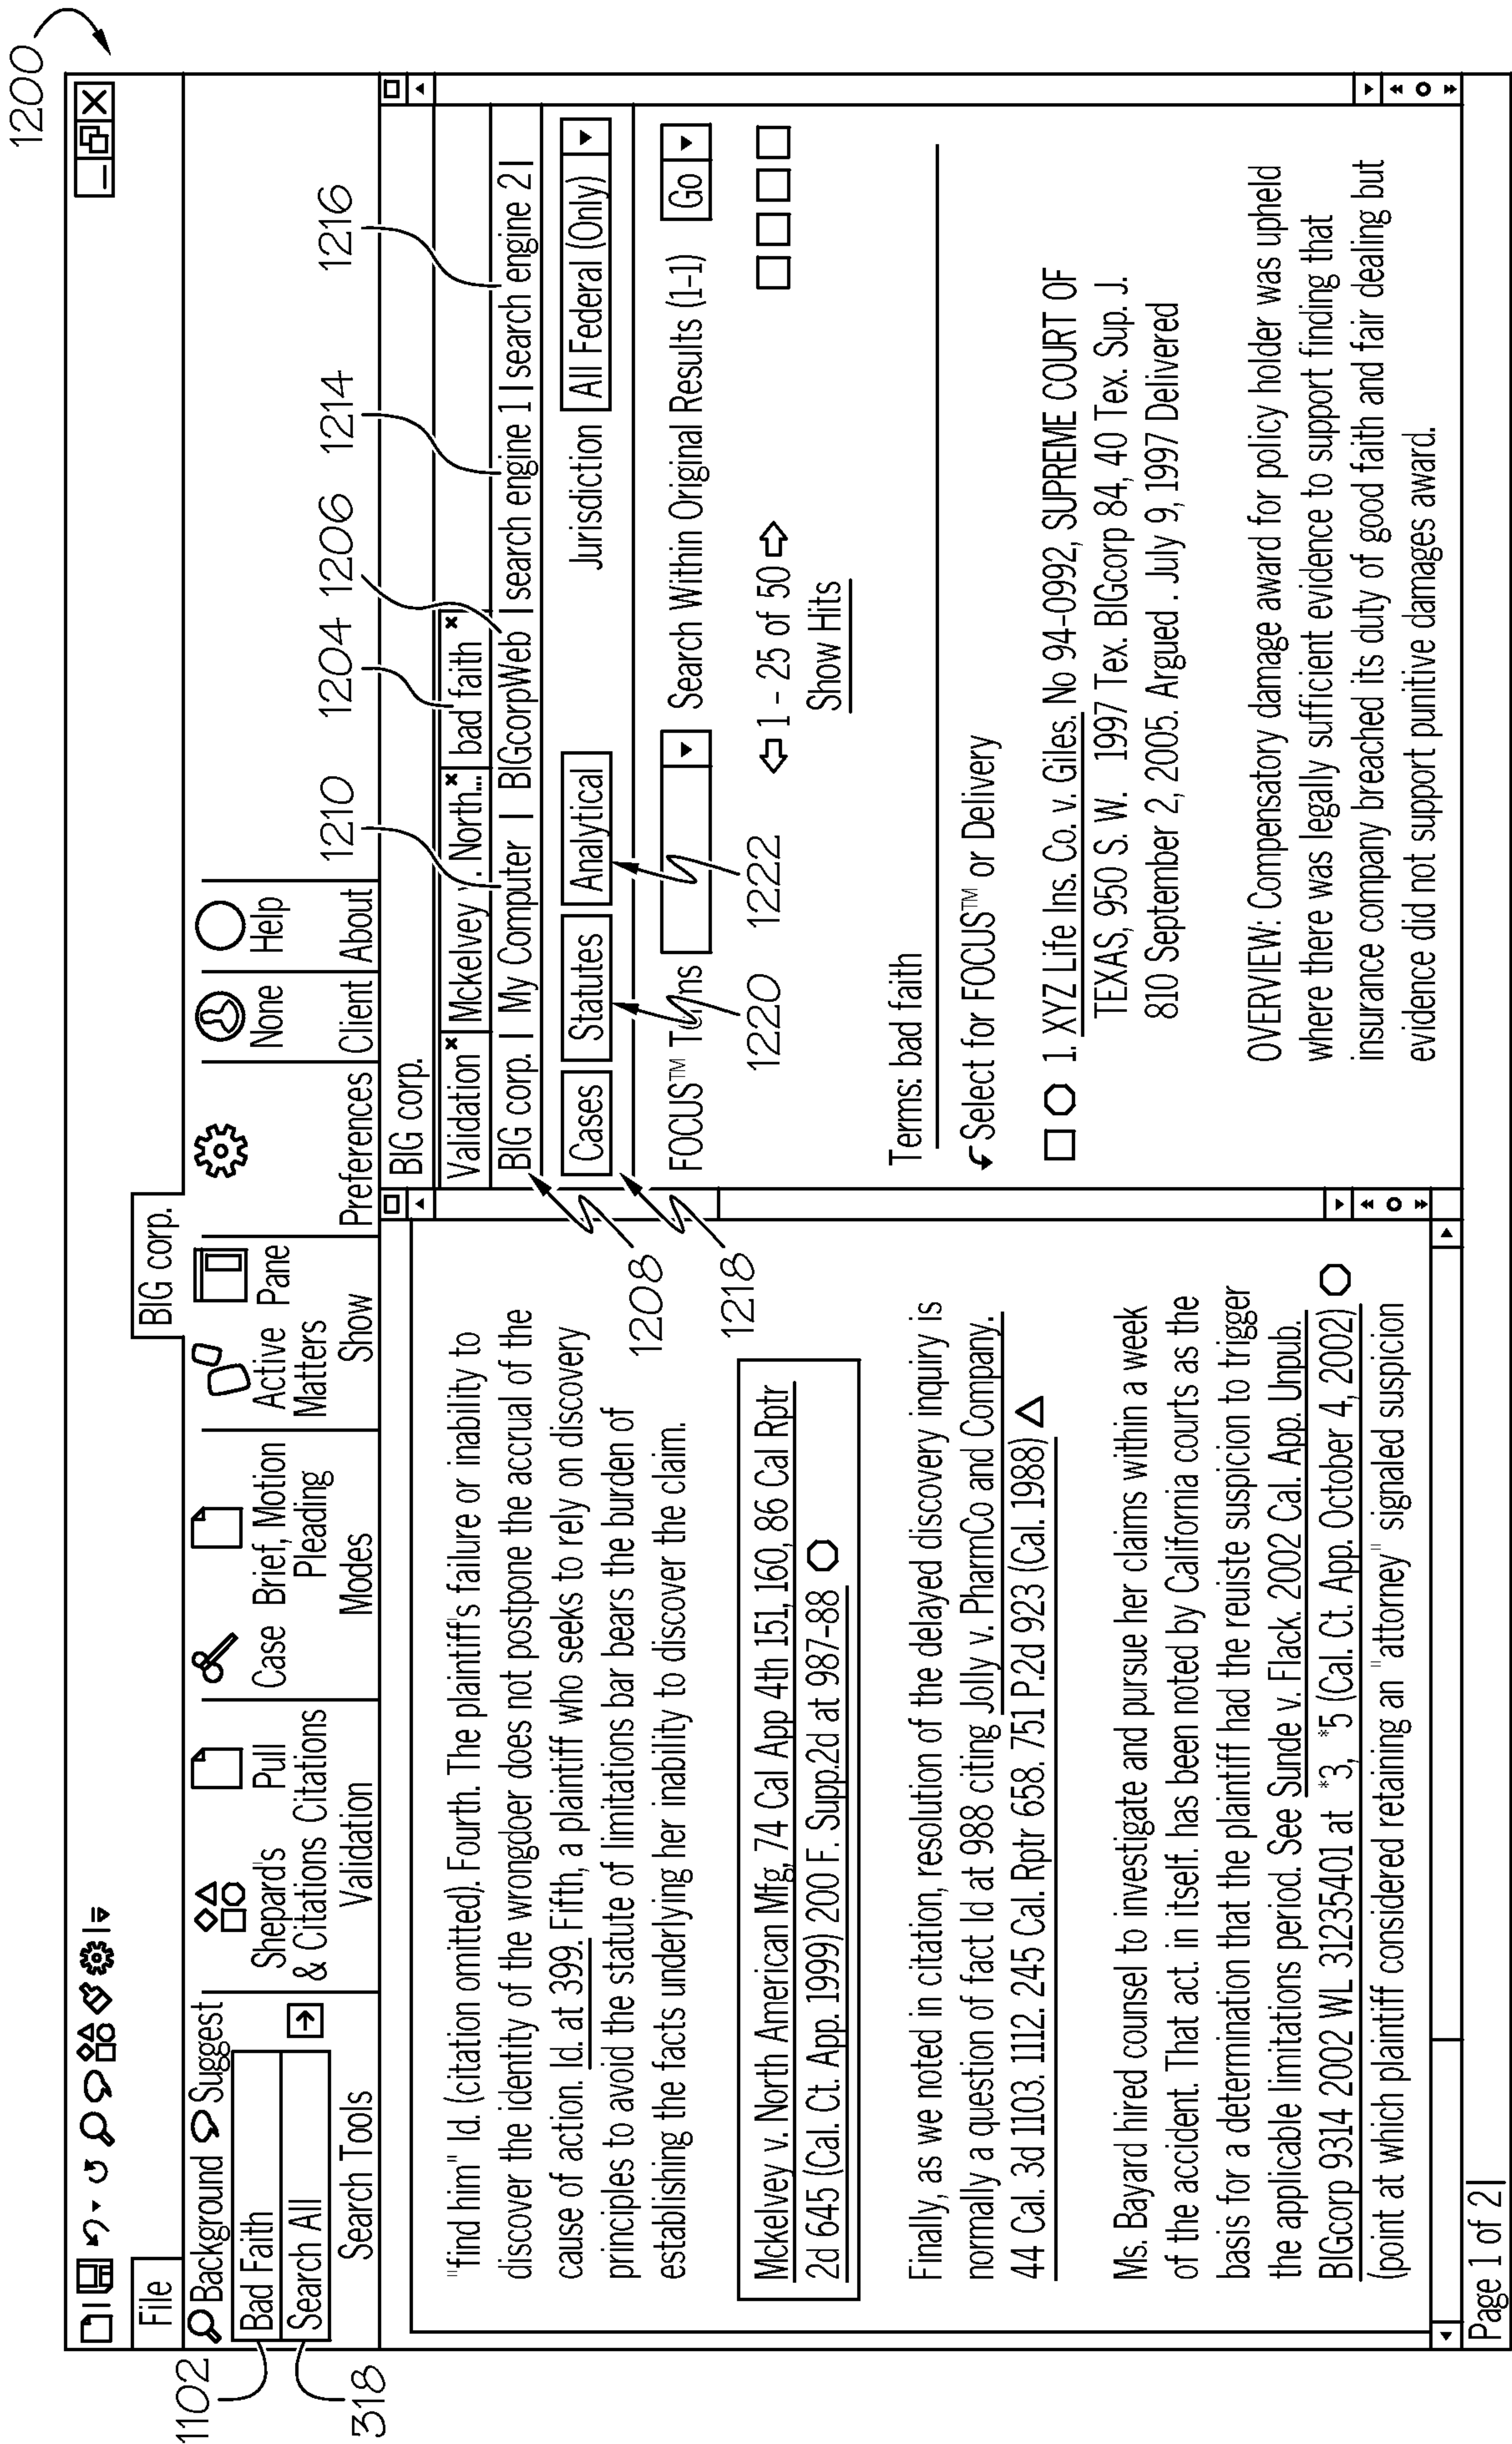 1200
File
BIG corp.
Background Suggest
Bad Faith
Search All
Search Tools
Shepard's
& Citations
Pull
Citations
Validation
Case
Brief, Motion
Pleading
Modes
Active
Matters
Pane
Show
Preferences
None
Client
Help
About
1102
318
1210
1204
1206
1214
1216
"find him" Id. (citation omitted). Fourth. The plaintiff's failure or inability to
discover the identity of the wrongdoer does not postpone the accrual of the
cause of action. Id. at 399. Fifth, a plaintiff who seeks to rely on discovery
principles to avoid the statute of limitations bar bears the burden of
establishing the facts underlying her inability to discover the claim.
1208
1218
Mckelvey v. North American Mfg, 74 Cal App 4th 151, 160, 86 Cal Rptr
2d 645 (Cal. Ct. App. 1999) 200 F. Supp.2d at 987-88
Finally, as we noted in citation, resolution of the delayed discovery inquiry is
normally a question of fact Id at 988 citing Jolly v. PharmCo and Company.
44 Cal. 3d 1103. 1112. 245 Cal. Rptr 658. 751 P.2d 923 (Cal. 1988)
Ms. Bayard hired counsel to investigate and pursue her claims within a week
of the accident. That act. in itself. has been noted by California courts as the
basis for a determination that the plaintiff had the reuiste suspicion to trigger
the applicable limitations period. See Sunde v. Flack. 2002 Cal. App. Unpub.
BIGcorp 9314 2002 WL 31235401 at *3, *5 (Cal. Ct. App. October 4, 2002)
(point at which plaintiff considered retaining an "attorney" signaled suspicion
BIG corp.
Validation x Mckelvey v. North... x bad faith x
BIG corp. | My Computer | BIGcorpWeb | search engine 1 | search engine 2 |
Cases Statutes Analytical Jurisdiction All Federal (Only)
FOCUS™ Terms Search Within Original Results (1-1) Go
1220
1222
1 - 25 of 50
Show Hits
Terms: bad faith
Select for FOCUS™ or Delivery
1. XYZ Life Ins. Co. v. Giles. No 94-0992, SUPREME COURT OF
TEXAS, 950 S. W. 1997 Tex. BIGcorp 84, 40 Tex. Sup. J.
810 September 2, 2005. Argued . July 9, 1997 Delivered
OVERVIEW: Compensatory damage award for policy holder was upheld
where there was legally sufficient evidence to support finding that
insurance company breached its duty of good faith and fair dealing but
evidence did not support punitive damages award.
Page 1 of 2|